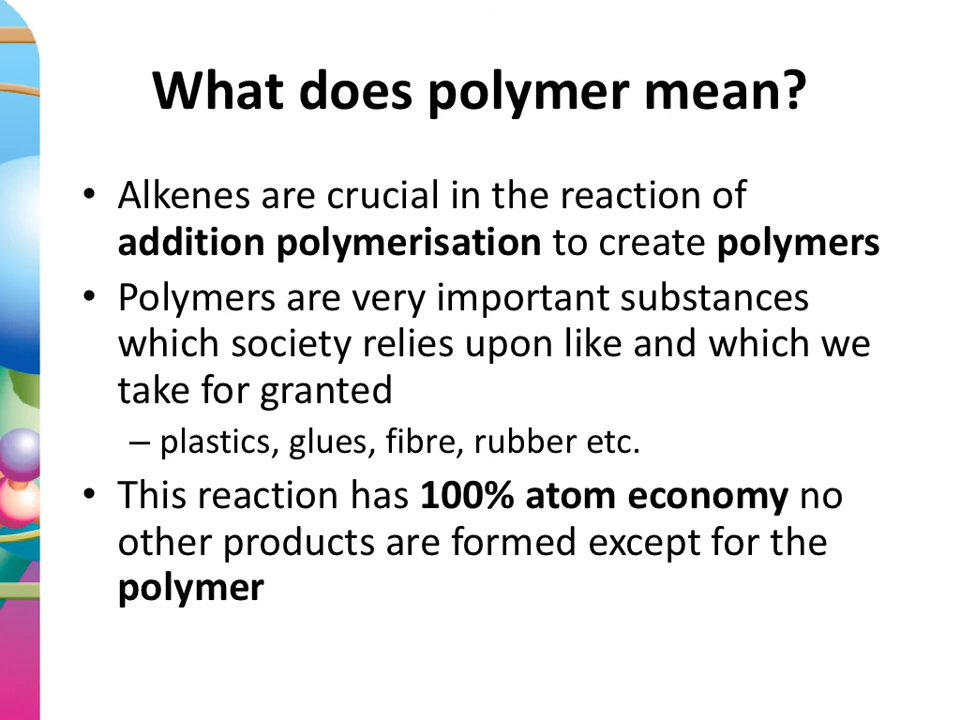 What does polymer mean?
• Alkenes are crucial in the reaction of
addition polymerisation to create polymers
• Polymers are very important substances
which society relies upon like and which we
take for granted
– plastics, glues, fibre, rubber etc.
• This reaction has 100% atom economy no
other products are formed except for the
polymer